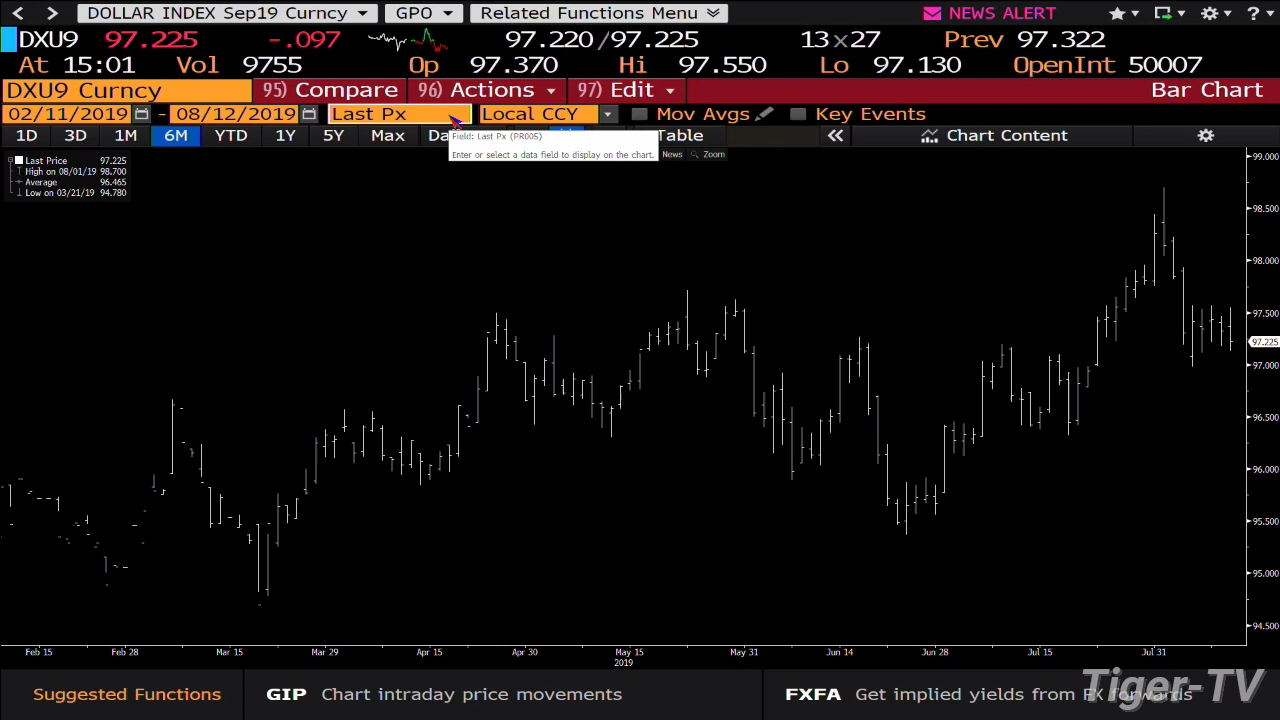 DOLLAR INDEX Sep19 Curncy GPO Related Functions Menu NEWS ALERT ?
DXU9 97.225 -.097 97.220/97.225 13×27 Prev 97.322
At 15:01 Vol 9755 Op 97.370 Hi 97.550 Lo 97.130 OpenInt 50007
DXU9 Curncy 95) Compare 96) Actions 97) Edit Bar Chart
02/11/2019 - 08/12/2019 Last Px Local CCY Mov Avgs Key Events
1D 3D 1M 6M YTD 1Y 5Y Max Table Chart Content
Field: Last Px (PR005)
Enter or select a data field to display on the chart.
News Zoom
Last Price 97.225
High on 08/01/19 98.700
Average 96.465
Low on 03/21/19 94.780
99.000
98.500
98.000
97.500
97.225
97.000
96.500
96.000
95.500
95.000
94.500
Feb 15 Feb 28 Mar 15 Mar 29 Apr 15 Apr 30 May 15 May 31 Jun 14 Jun 28 Jul 15 Jul 31
2019
Suggested Functions GIP Chart intraday price movements FXFA Get implied yields from FX forwards
Tiger-TV